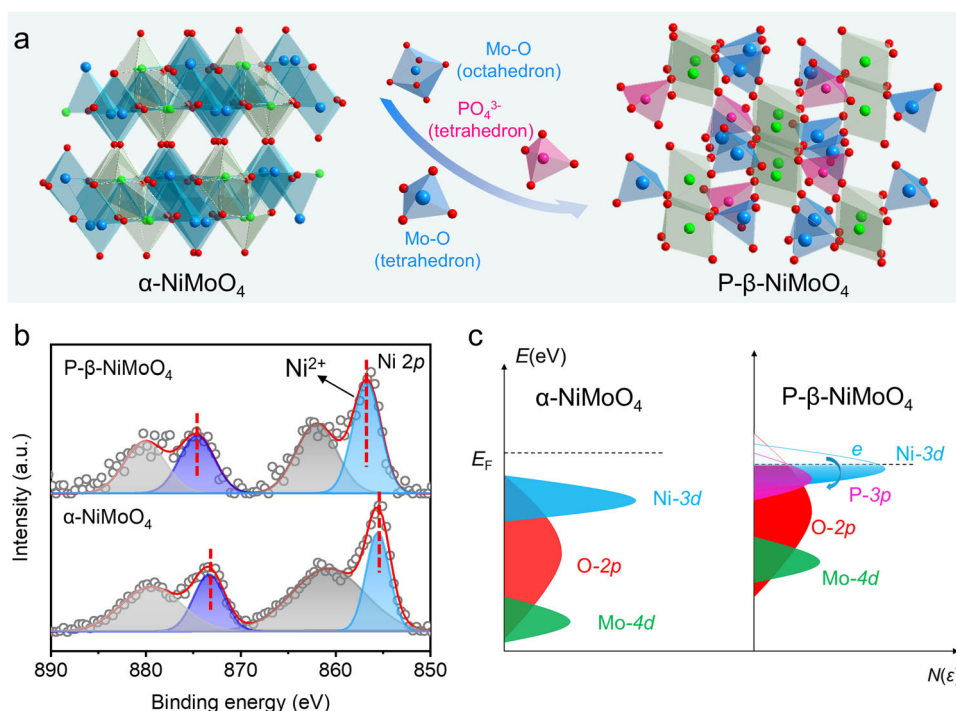 a
Mo-O
(octahedron)
PO₄³⁻
(tetrahedron)
Mo-O
(tetrahedron)
α-NiMoO₄
P-β-NiMoO₄
b
P-β-NiMoO₄
Ni²⁺
Ni 2p
α-NiMoO₄
Intensity (a.u.)
890
880
870
860
850
Binding energy (eV)
c
E(eV)
α-NiMoO₄
P-β-NiMoO₄
E_F
Ni-3d
O-2p
Mo-4d
e
Ni-3d
P-3p
O-2p
Mo-4d
N(ε)